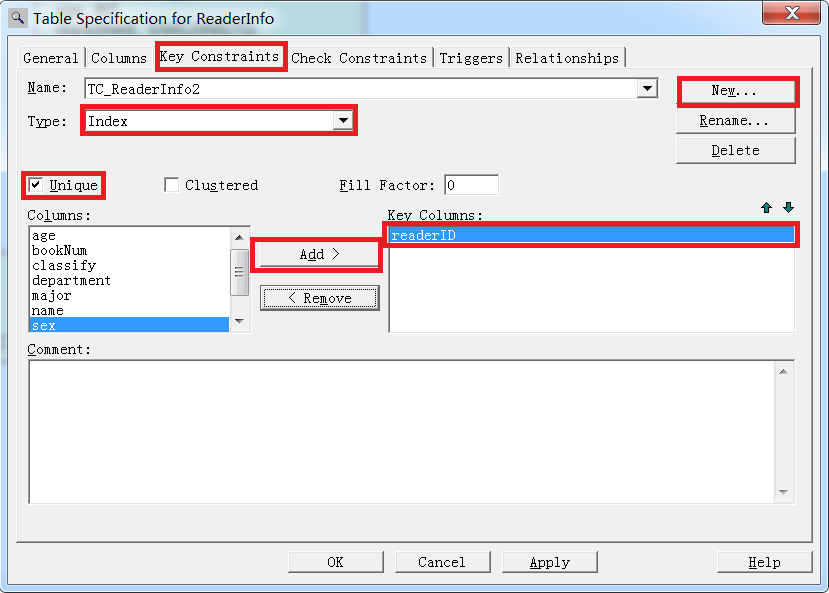 Table Specification for ReaderInfo
General Columns Key Constraints Check Constraints Triggers Relationships
Name: TC_ReaderInfo2 New...
Type: Index Rename...
Delete
Unique Clustered Fill Factor: 0
Columns: Key Columns:
age
bookNum
classify
department
major
name
sex
Add >
< Remove
readerID
Comment:
OK Cancel Apply Help